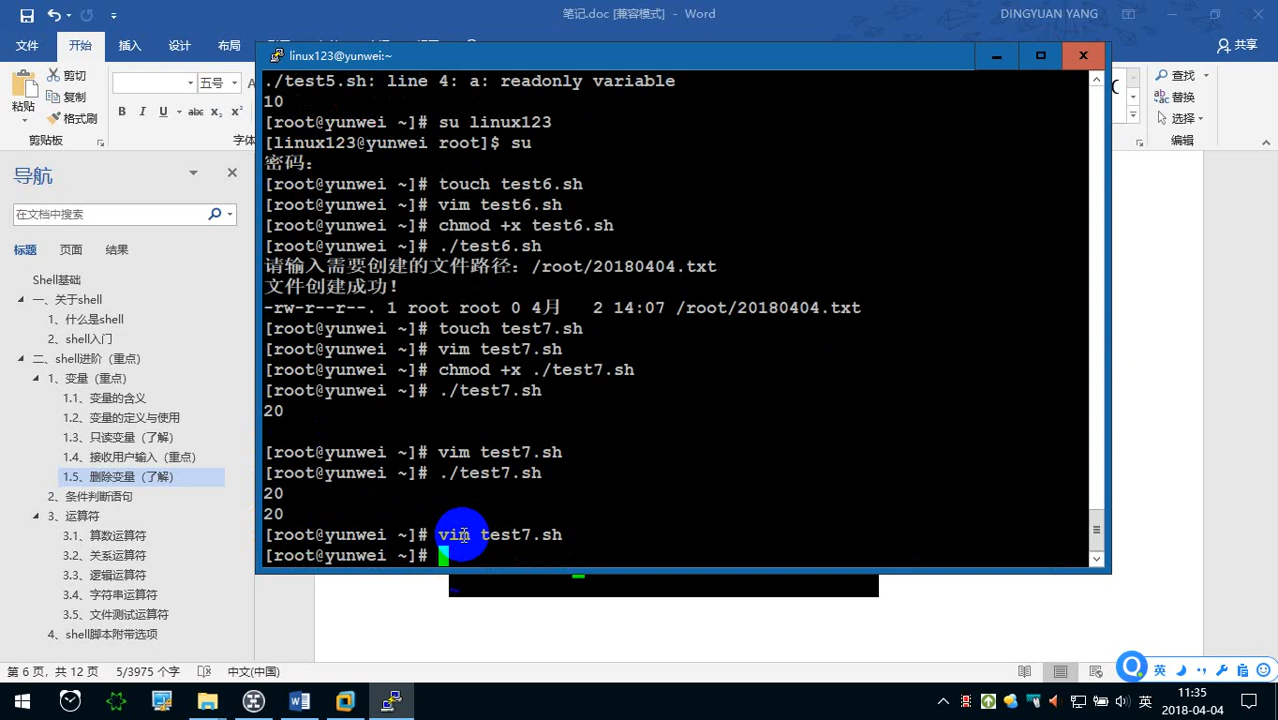 笔记.doc [兼容模式] - Word
DINGYUAN YANG
文件 开始 插入 设计 布局
共享
粘贴
剪切
复制
格式刷
五号
B I U x₂ x²
剪贴板
字体
查找
替换
选择
编辑
导航
在文档中搜索
标题 页面 结果
Shell基础
一、关于shell
1、什么是shell
2、shell入门
二、shell进阶（重点）
1、变量（重点）
1.1、变量的含义
1.2、变量的定义与使用
1.3、只读变量（了解）
1.4、接收用户输入（重点）
1.5、删除变量（了解）
2、条件判断语句
3、运算符
3.1、算数运算符
3.2、关系运算符
3.3、逻辑运算符
3.4、字符串运算符
3.5、文件测试运算符
4、shell脚本附带选项
linux123@yunwei:~
./test5.sh: line 4: a: readonly variable
10
[root@yunwei ~]# su linux123
[linux123@yunwei root]$ su
密码：
[root@yunwei ~]# touch test6.sh
[root@yunwei ~]# vim test6.sh
[root@yunwei ~]# chmod +x test6.sh
[root@yunwei ~]# ./test6.sh
请输入需要创建的文件路径：/root/20180404.txt
文件创建成功！
-rw-r--r--. 1 root root 0 4月   2 14:07 /root/20180404.txt
[root@yunwei ~]# touch test7.sh
[root@yunwei ~]# vim test7.sh
[root@yunwei ~]# chmod +x ./test7.sh
[root@yunwei ~]# ./test7.sh
20
[root@yunwei ~]# vim test7.sh
[root@yunwei ~]# ./test7.sh
20
20
[root@yunwei ~]# vim test7.sh
[root@yunwei ~]#
第 6 页，共 12 页 5/3975 个字 中文(中国)
英
英
11:35
2018-04-04